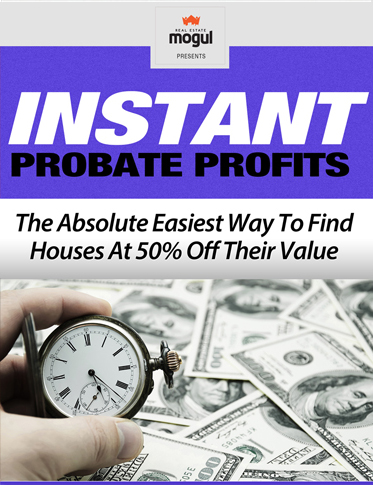 REAL ESTATE
mogul
PRESENTS
INSTANT
PROBATE PROFITS
The Absolute Easiest Way To Find
Houses At 50% Off Their Value